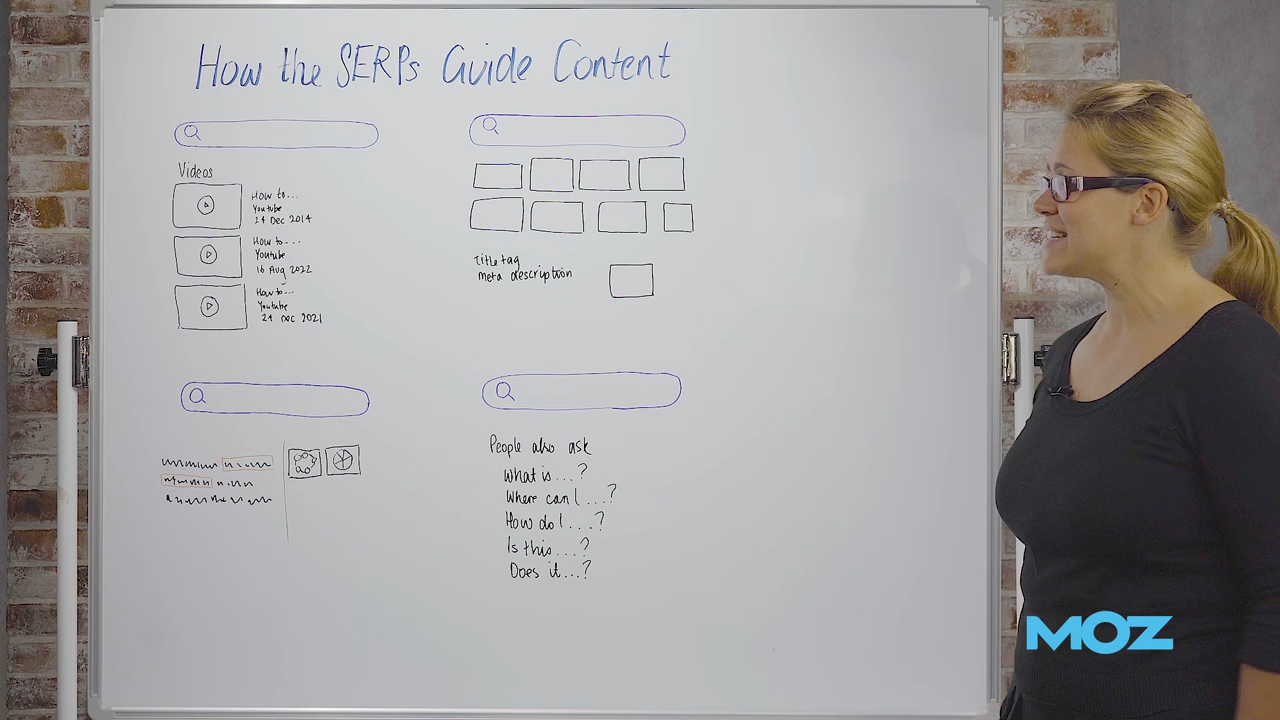 How the SERPs Guide Content
Videos
How to...
Youtube
24 Dec 2014
How to...
Youtube
16 Aug 2022
How to...
Youtube
24 Dec 2021
Title tag
Meta description
People also ask
What is...?
Where can I...?
How do I....?
Is this....?
Does it...?
MOZ